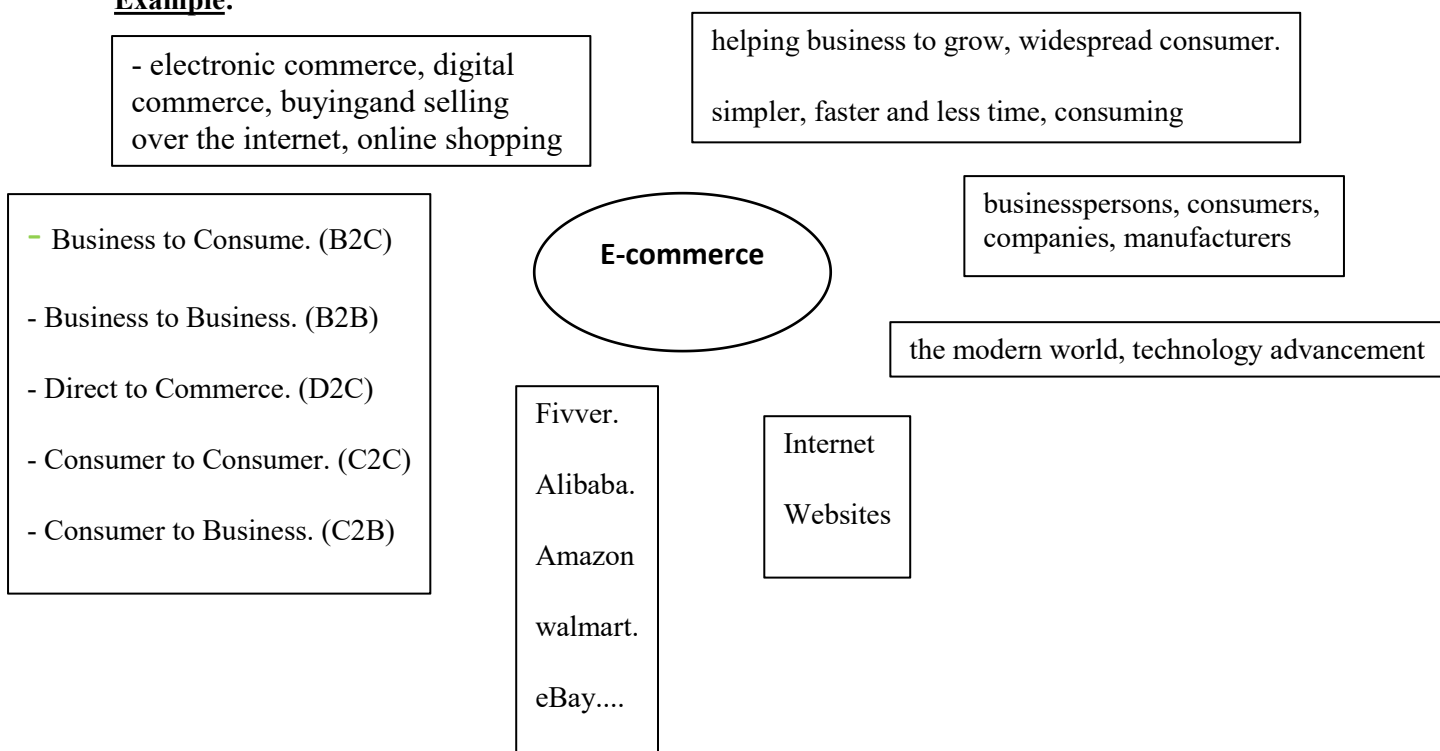 Example:
- electronic commerce, digital
commerce, buyingand selling
over the internet, online shopping
helping business to grow, widespread consumer.
simpler, faster and less time, consuming
businesspersons, consumers,
companies, manufacturers
- Business to Consume. (B2C)
- Business to Business. (B2B)
- Direct to Commerce. (D2C)
- Consumer to Consumer. (C2C)
- Consumer to Business. (C2B)
E-commerce
the modern world, technology advancement
Fivver.
Alibaba.
Amazon
walmart.
eBay....
Internet
Websites